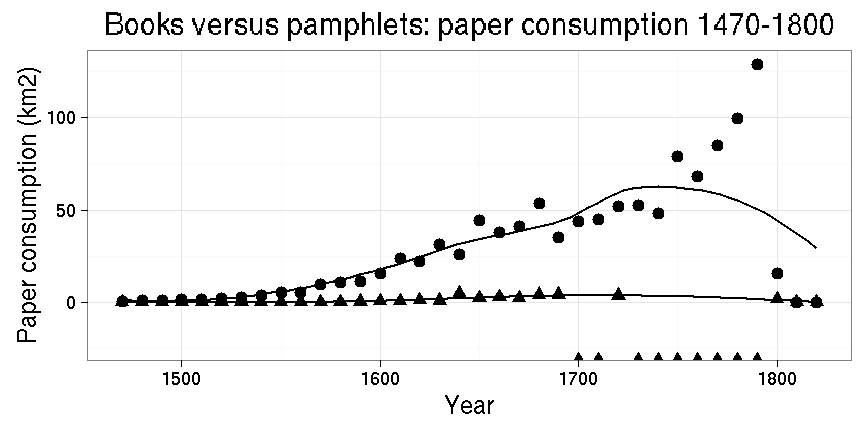 Books versus pamphlets: paper consumption 1470-1800
Paper consumption (km2)
100
50
0
1500 1600 1700 1800
Year